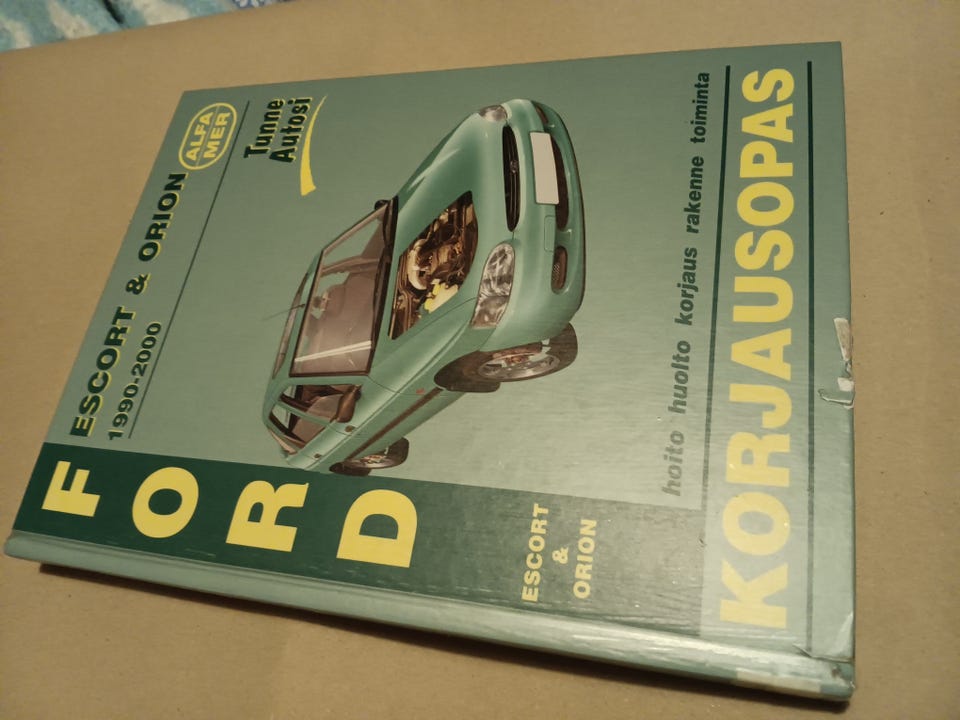 ESCORT & ORION
1990-2000
ALFA
MER
Tunne
Autosi
FORD
ESCORT
&
ORION
hoito huolto korjaus rakenne toiminta
KORJAUSOPAS